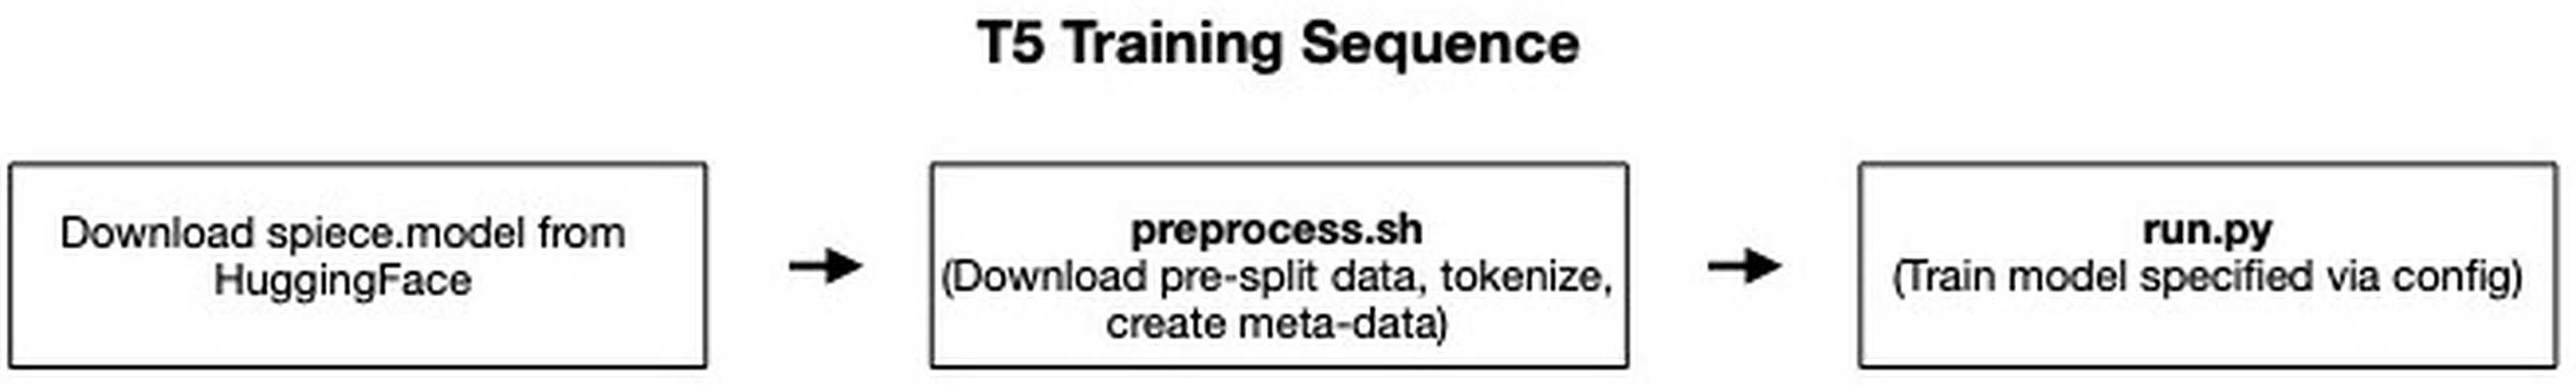 T5 Training Sequence
Download spiece.model from
HuggingFace
preprocess.sh
(Download pre-split data, tokenize,
create meta-data)
run.py
(Train model specified via config)